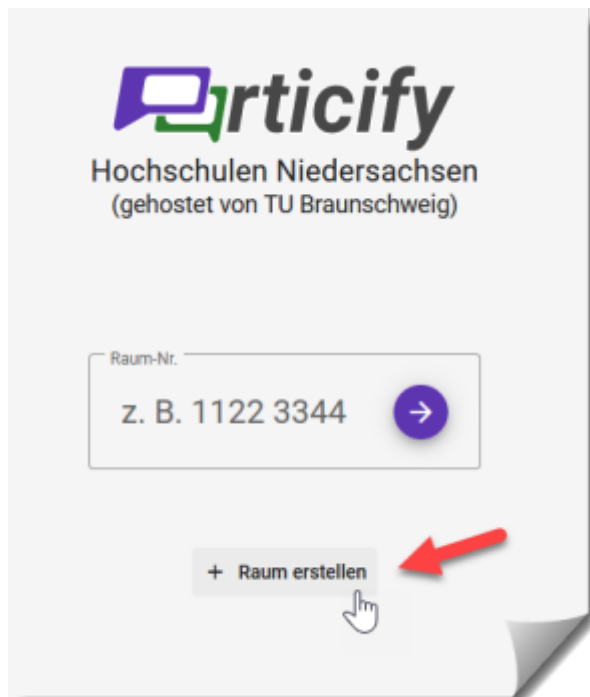 Particify
Hochschulen Niedersachsen
(gehostet von TU Braunschweig)
Raum-Nr.
z. B. 1122 3344
+ Raum erstellen